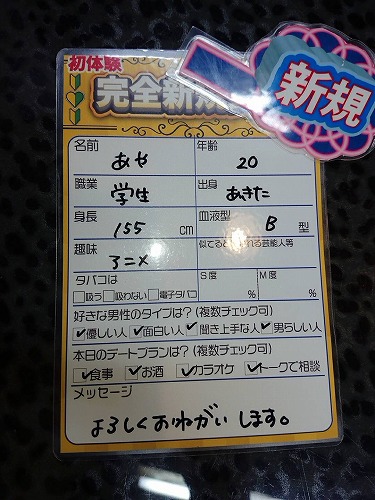 初体験
完全新規
新規
名前 あや 年齢 20
職業 学生 出身 あきた
身長 155 cm 血液型 B 型
趣味 アニメ 似てると れる芸能人等
タバコは S度 M度
□吸う □吸わない □電子タバコ % %
好きな男性のタイプは?(複数チェック可)
☑優しい人 ☑面白い人 ☑聞き上手な人 ☑男らしい人
本日のデートプランは?(複数チェック可)
☑食事 ☑お酒 ☑カラオケ ☑トークで相談
メッセージ
よろしくおねがいします。